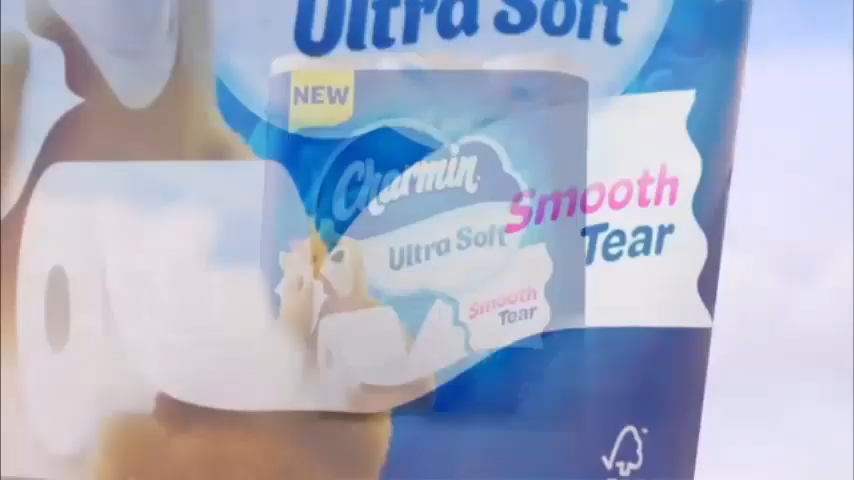 Ultra Soft
NEW
Charmin
Ultra Soft
Smooth
Tear
Smooth
Tear